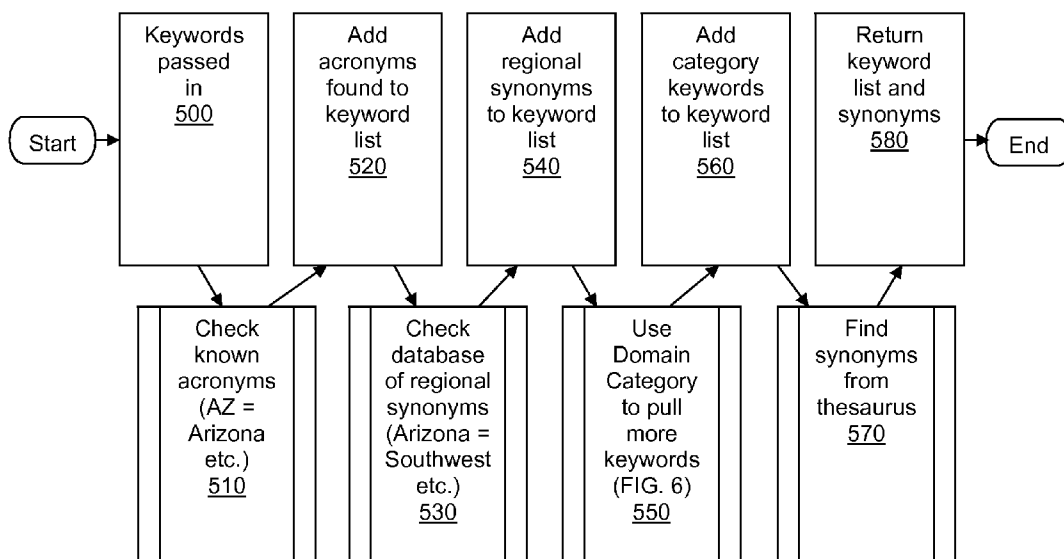 Start
Keywords
passed
in
500
Check
known
acronyms
(AZ =
Arizona
etc.)
510
Add
acronyms
found to
keyword
list
520
Check
database
of regional
synonyms
(Arizona =
Southwest
etc.)
530
Add
regional
synonyms
to keyword
list
540
Use
Domain
Category
to pull
more
keywords
(FIG. 6)
550
Add
category
keywords
to keyword
list
560
Find
synonyms
from
thesaurus
570
Return
keyword
list and
synonyms
580
End